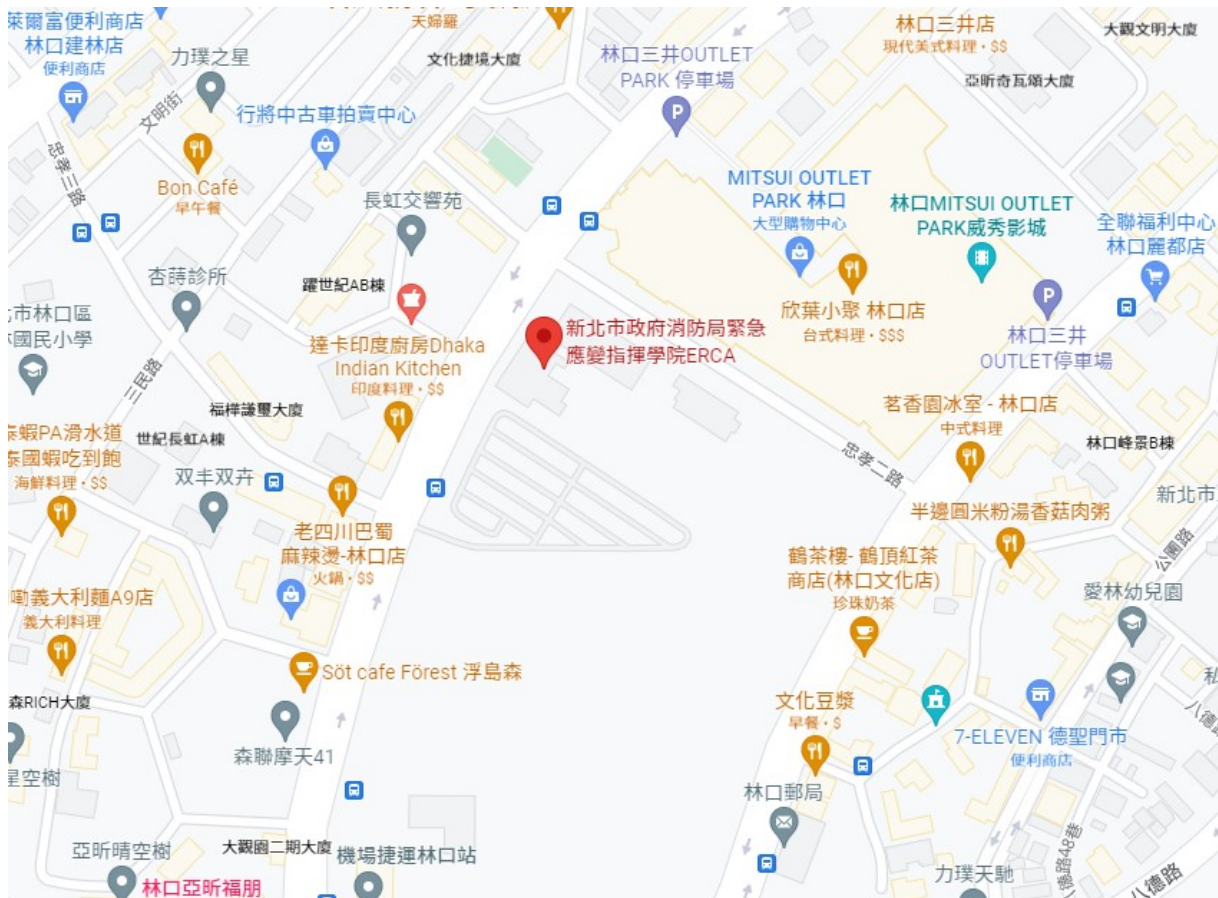 萊爾富便利商店
林口建林店
便利商店
力璞之星
天婦羅
文化捷境大廈
林口三井OUTLET
PARK 停車場
林口三井店
現代美式料理・$$
大觀文明大廈
亞昕奇瓦頌大廈
文明街
忠孝三路
行將中古車拍賣中心
Bon Café
早午餐
長虹交響苑
MITSUI OUTLET
PARK 林口
大型購物中心
林口MITSUI OUTLET
PARK威秀影城
全聯福利中心
林口麗都店
杏蒔診所
躍世紀AB棟
市林口區
國民小學
三民路
達卡印度廚房Dhaka
Indian Kitchen
印度料理・$$
新北市政府消防局緊急
應變指揮學院ERCA
欣葉小聚 林口店
台式料理・$$$
林口三井
OUTLET停車場
福樺謙璽大廈
世紀長虹A棟
泰蝦PA滑水道
泰國蝦吃到飽
海鮮料理・$$
双丰双卉
茗香園冰室 - 林口店
中式料理
林口峰景B棟
忠孝二路
新北市
老四川巴蜀
麻辣燙-林口店
火鍋・$$
半邊圓米粉湯香菇肉粥
公園路
鶴茶樓- 鶴頂紅茶
商店(林口文化店)
珍珠奶茶
愛林幼兒園
義大利麵A9店
義大利料理
Söt cafe Förest 浮島森
森RICH大廈
私
八德路
文化豆漿
早餐・$
7-ELEVEN 德聖門市
便利商店
森聯摩天41
星空樹
林口郵局
大觀園二期大廈
機場捷運林口站
亞昕晴空樹
林口亞昕福朋
力璞天馳
八德路48巷
八德路